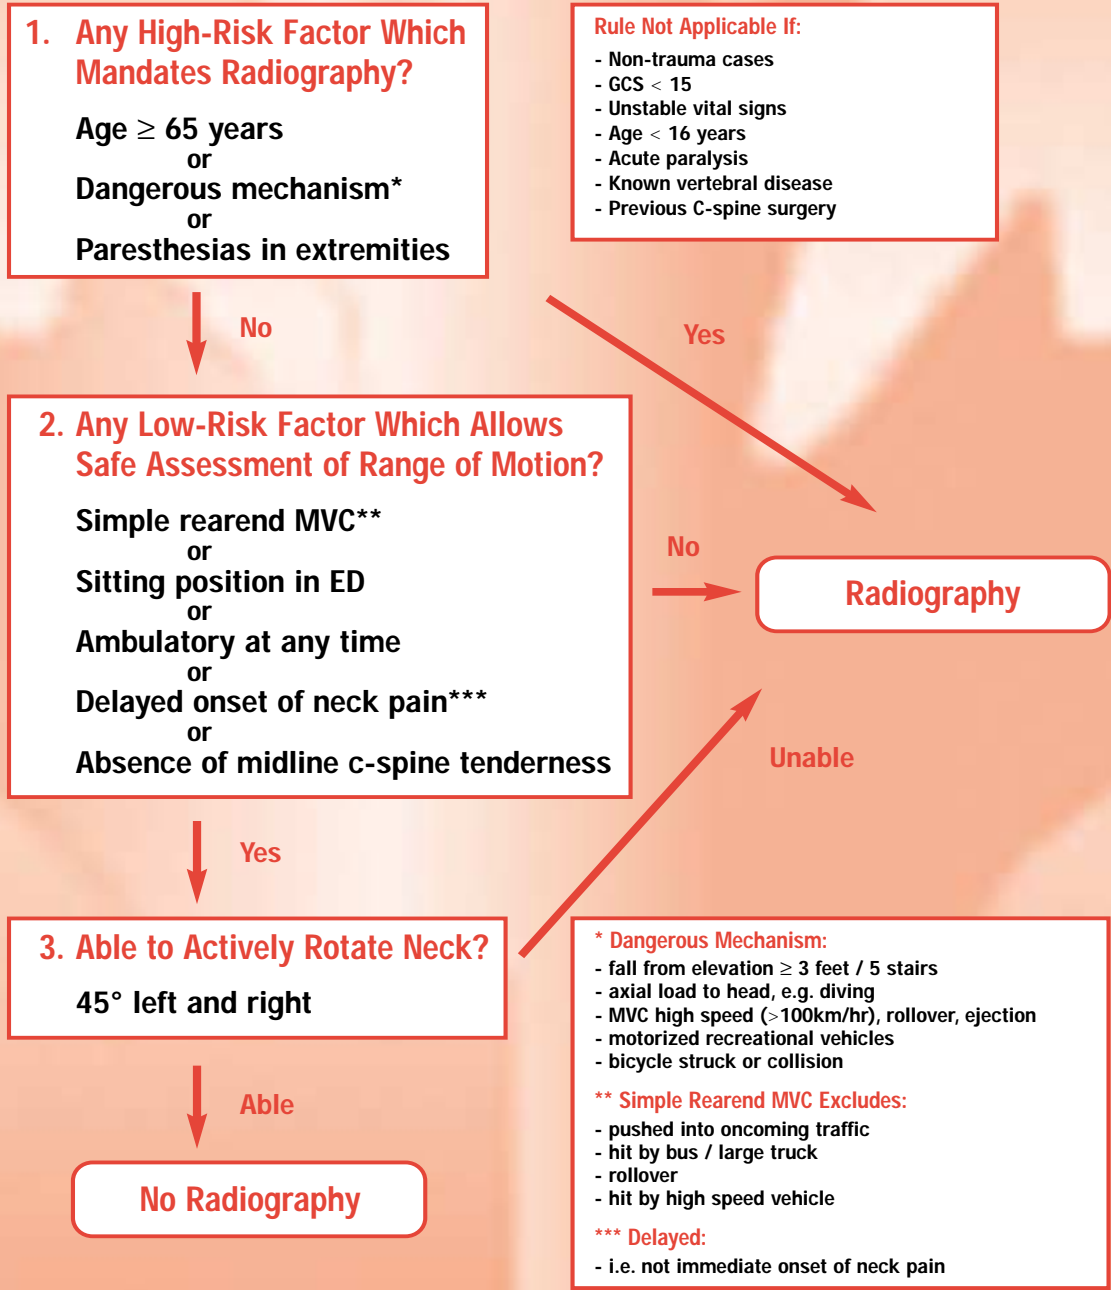 1. Any High-Risk Factor Which
Mandates Radiography?
Age ≥ 65 years
or
Dangerous mechanism*
or
Paresthesias in extremities
Rule Not Applicable If:
- Non-trauma cases
- GCS < 15
- Unstable vital signs
- Age < 16 years
- Acute paralysis
- Known vertebral disease
- Previous C-spine surgery
No
Yes
2. Any Low-Risk Factor Which Allows
Safe Assessment of Range of Motion?
Simple rearend MVC**
or
Sitting position in ED
or
Ambulatory at any time
or
Delayed onset of neck pain***
or
Absence of midline c-spine tenderness
No
Radiography
Unable
Yes
3. Able to Actively Rotate Neck?
45° left and right
Able
No Radiography
* Dangerous Mechanism:
- fall from elevation ≥ 3 feet / 5 stairs
- axial load to head, e.g. diving
- MVC high speed (>100km/hr), rollover, ejection
- motorized recreational vehicles
- bicycle struck or collision
** Simple Rearend MVC Excludes:
- pushed into oncoming traffic
- hit by bus / large truck
- rollover
- hit by high speed vehicle
*** Delayed:
- i.e. not immediate onset of neck pain